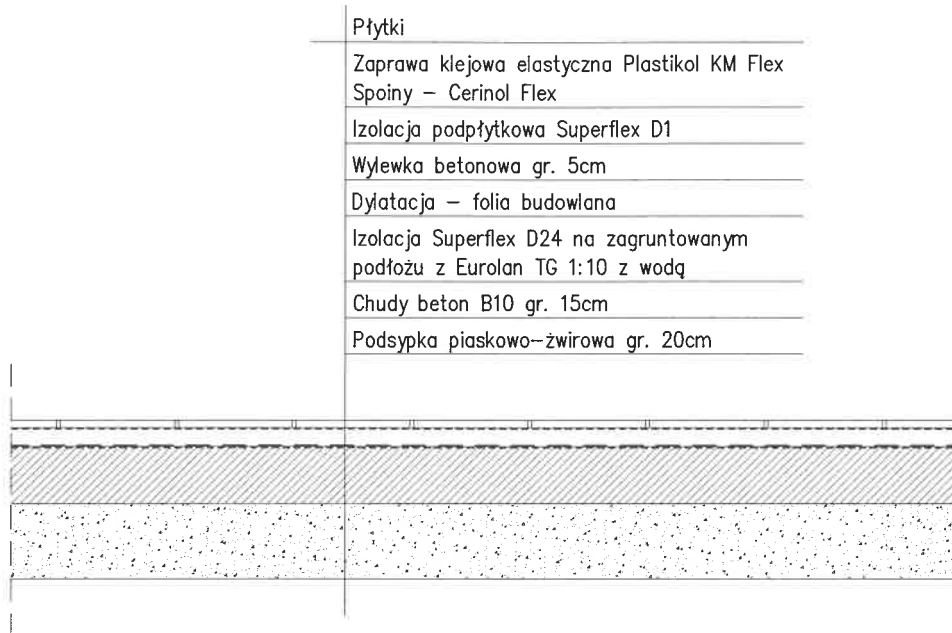 Płytki
Zaprawa klejowa elastyczna Plastikol KM Flex
Spoiny – Cerinol Flex
Izolacja podpłytkowa Superflex D1
Wylewka betonowa gr. 5cm
Dylatacja – folia budowlana
Izolacja Superflex D24 na zagruntowanym
podłożu z Eurolan TG 1:10 z wodą
Chudy beton B10 gr. 15cm
Podsypka piaskowo–żwirowa gr. 20cm